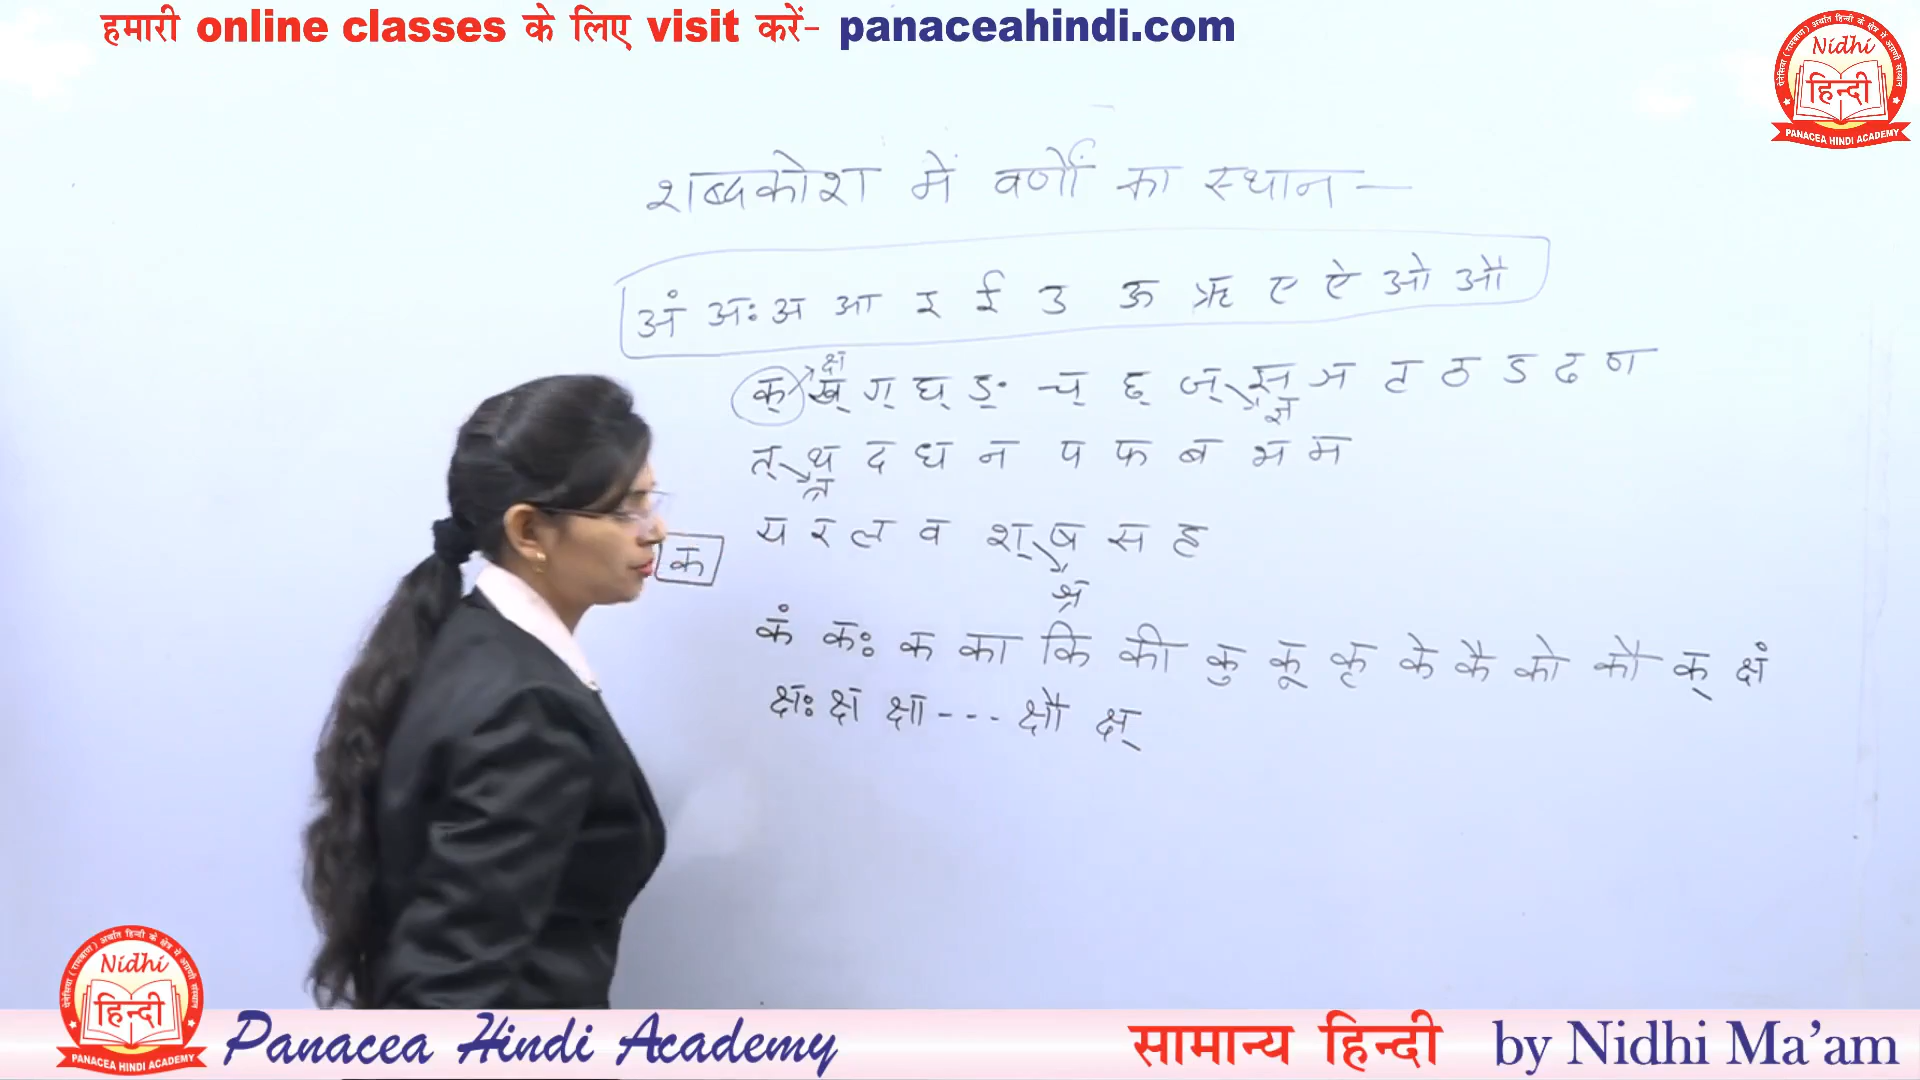 हमारी online classes के लिए visit करें- panaceahindi.com
Nidhi
हिन्दी
PANACEA HINDI ACADEMY
शब्दकोश में वर्णों का स्थान —
अं अः अ आ इ ई उ ऊ ऋ ए ऐ ओ औ
क्ष
क् ख् ग् घ् ङ् च् छ् ज् झ ञ ट ठ ड ढ ण
ज्ञ
त् थ द ध न प फ ब भ म
त्र
य र ल व श् ष स ह
क
श्र
कं कः क का कि की कु कू कृ के कै को कौ क् क्षं
क्षः क्ष क्षा --- क्षौ क्ष्
Nidhi
हिन्दी
PANACEA HINDI ACADEMY
Panacea Hindi Academy
सामान्य हिन्दी by Nidhi Ma'am